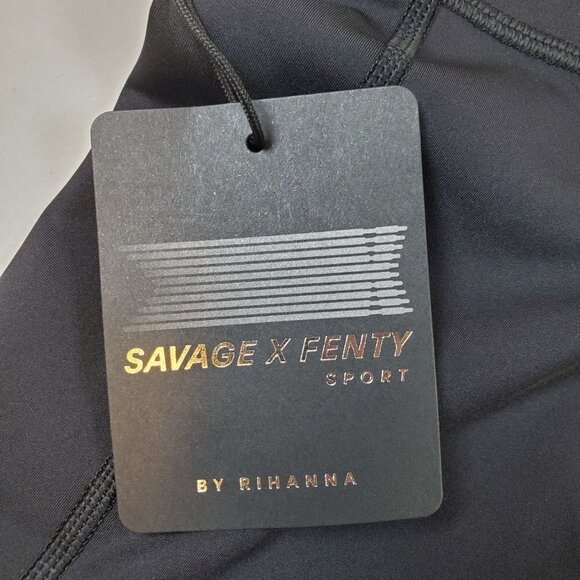 SAVAGE X FENTY
SPORT
BY RIHANNA